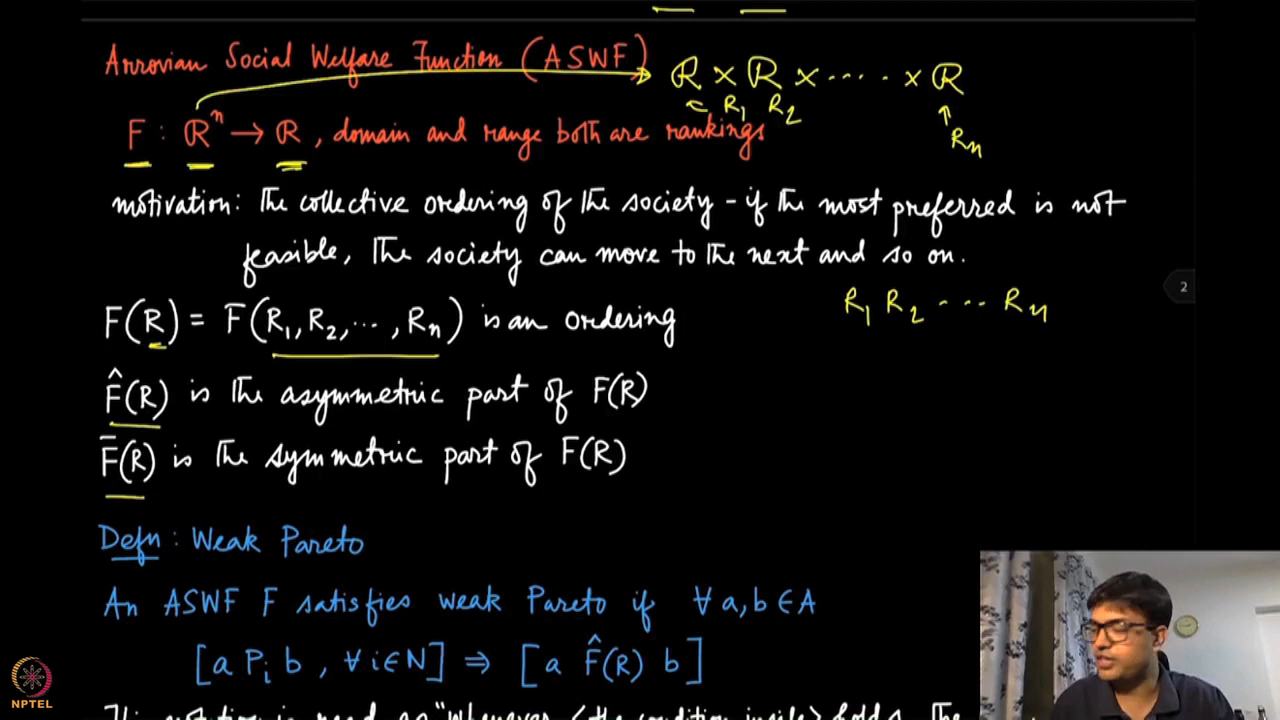 Arrovian Social Welfare Function (ASWF)
ℝ × ℝ × ····· × ℝ
R₁ R₂
Rₙ
F : ℝⁿ → ℝ, domain and range both are rankings
motivation: The collective ordering of the society - if the most preferred is not
feasible, the society can move to the next and so on.
R₁ R₂ ---- Rₙ
F(R) = F(R₁, R₂, ..., Rₙ) is an ordering
F̂(R) is the asymmetric part of F(R)
F̄(R) is the symmetric part of F(R)
2
Defn : Weak Pareto
An ASWF F satisfies weak Pareto if ∀ a, b ∈ A
[a Pᵢ b , ∀ i ∈ N] ⇒ [a F̂(R) b]
NPTEL